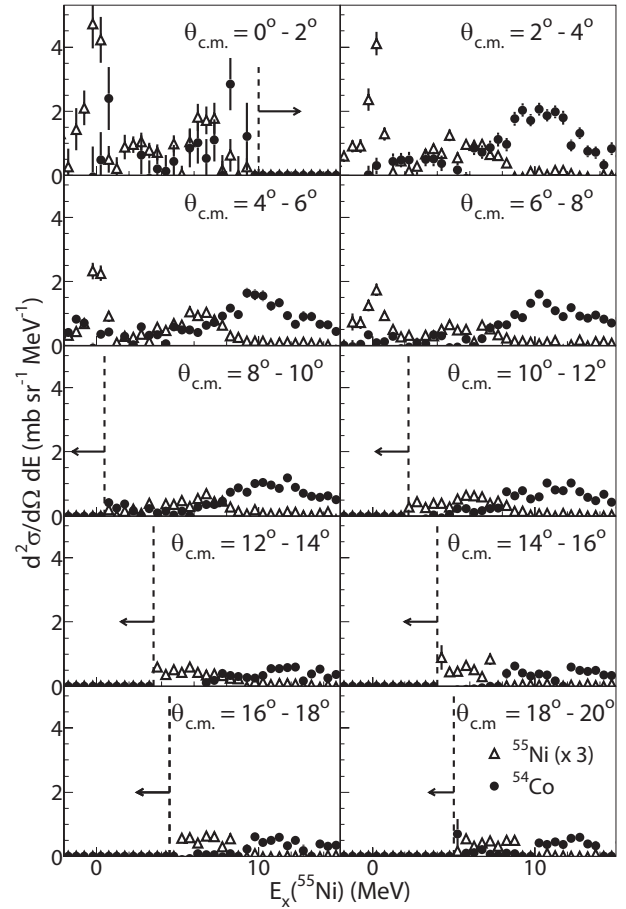 θc.m. = 0° - 2°
θc.m. = 2° - 4°
4
2
0
θc.m. = 4° - 6°
θc.m. = 6° - 8°
4
2
0
θc.m. = 8° - 10°
θc.m. = 10° - 12°
4
2
0
θc.m. = 12° - 14°
θc.m. = 14° - 16°
4
2
0
θc.m. = 16° - 18°
θc.m = 18° - 20°
4
2
0
55Ni (x 3)
54Co
0 10
0 10
d²σ/dΩ dE (mb sr⁻¹ MeV⁻¹)
Ex(55Ni) (MeV)